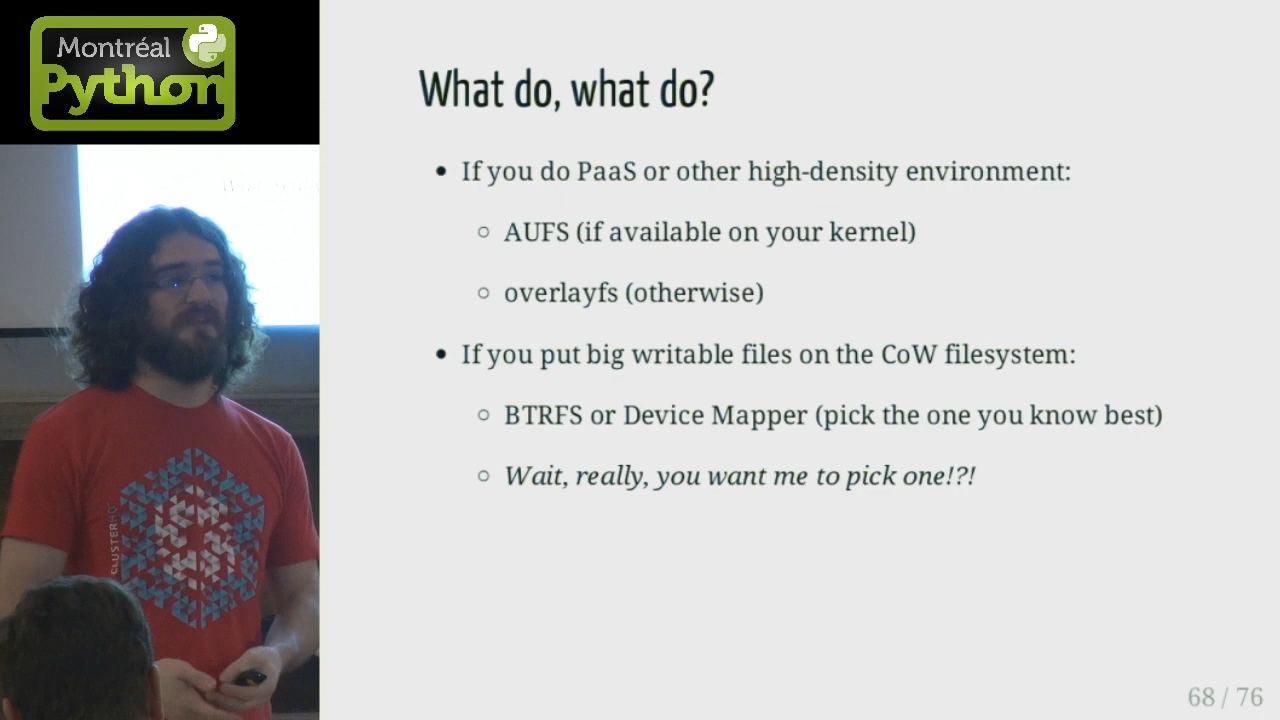 Montréal
Python
What do, what do?
If you do PaaS or other high-density environment:
AUFS (if available on your kernel)
overlayfs (otherwise)
If you put big writable files on the CoW filesystem:
BTRFS or Device Mapper (pick the one you know best)
Wait, really, you want me to pick one!?!
CLUSTERHQ
68 / 76